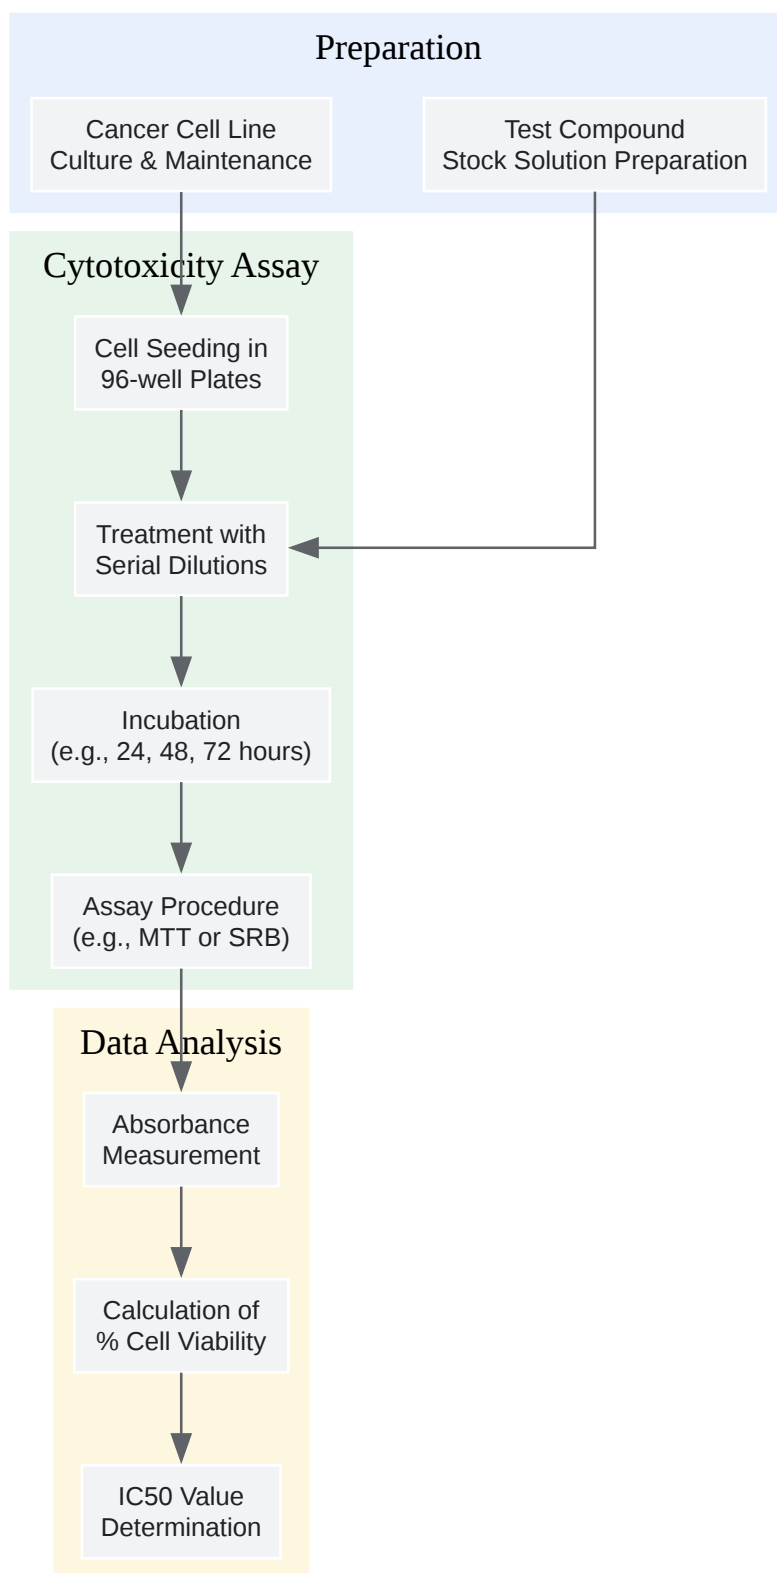 Preparation
Cancer Cell Line
Culture & Maintenance
Test Compound
Stock Solution Preparation
Cytotoxicity Assay
Cell Seeding in
96-well Plates
Treatment with
Serial Dilutions
Incubation
(e.g., 24, 48, 72 hours)
Assay Procedure
(e.g., MTT or SRB)
Data Analysis
Absorbance
Measurement
Calculation of
% Cell Viability
IC50 Value
Determination